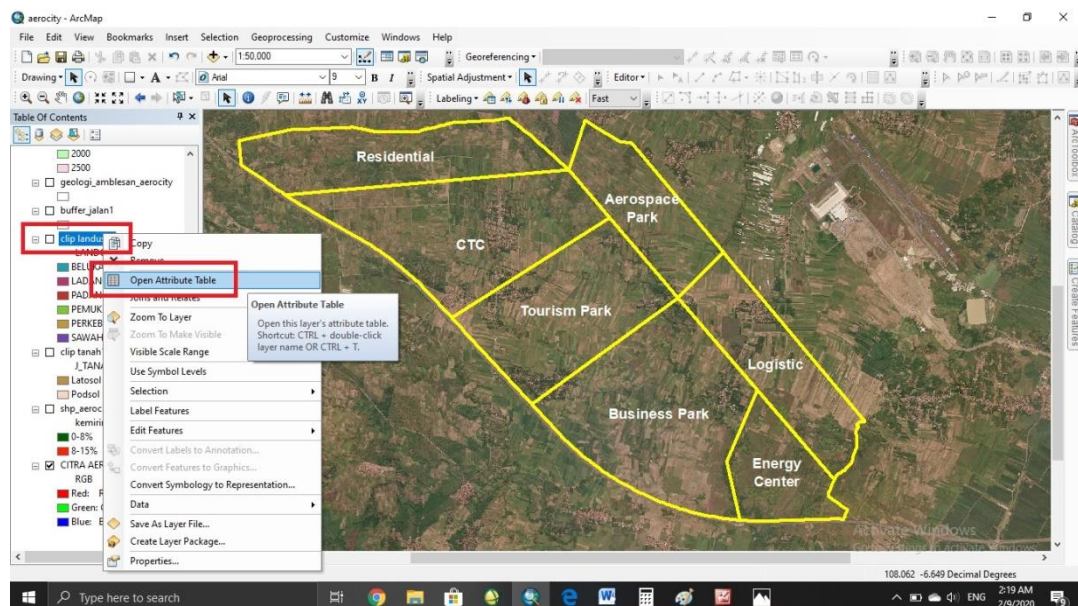 aerocity - ArcMap
File Edit View Bookmarks Insert Selection Geoprocessing Customize Windows Help
1:50,000
Georeferencing
Drawing
A
Arial
9
B I
Spatial Adjustment
Editor
Labeling
Fast
Table Of Contents
2000
2500
geologi_amblesan_aerocity
buffer_jalan1
clip landus
BELUKA
LADAN
PADAN
PEMUK
PERKEB
SAWAH
clip tanah
J_TANA
Latosol
Podsol
shp_aeroc
kemirin
0-8%
8-15%
CITRA AER
RGB
Red:
Green:
Blue:
Copy
Remove
Open Attribute Table
Joins and Relates
Zoom To Layer
Zoom To Make Visible
Visible Scale Range
Use Symbol Levels
Selection
Label Features
Edit Features
Convert Labels to Annotation...
Convert Features to Graphics...
Convert Symbology to Representation...
Data
Save As Layer File...
Create Layer Package...
Properties...
Open Attribute Table
Open this layer's attribute table.
Shortcut: CTRL + double-click
layer name OR CTRL + T.
Residential
Aerospace
Park
CTC
Tourism Park
Logistic
Business Park
Energy
Center
Activate Windows
ArcToolbox
Catalog
Create Features
108.062 -6.649 Decimal Degrees
Type here to search
ENG
2:19 AM
2/9/2020